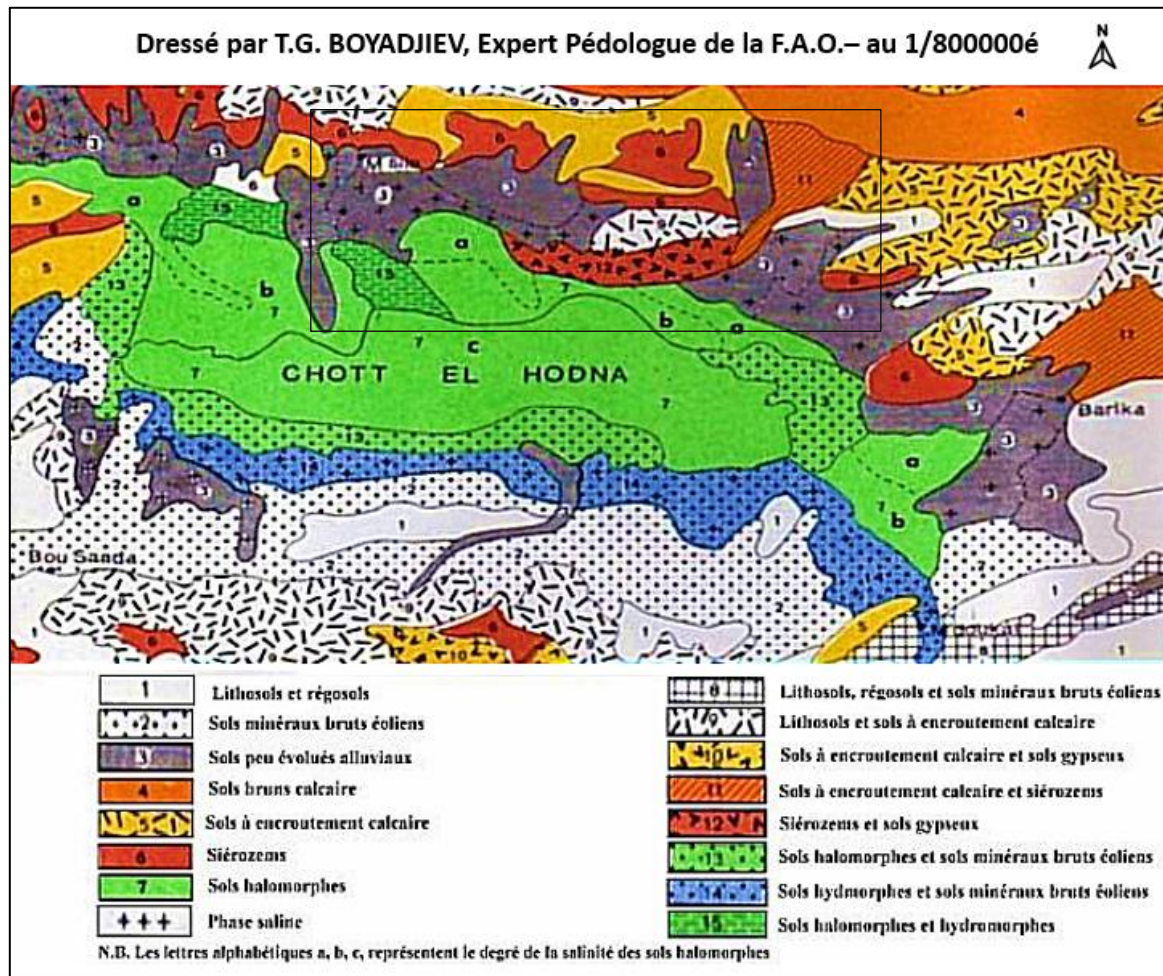 Dressé par T.G. BOYADJIEV, Expert Pédologue de la F.A.O.– au 1/800000é
N
CHOTT EL HODNA
Barika
Bou Saada
1 Lithosols et régosols
2 Sols minéraux bruts éoliens
3 Sols peu évolués alluviaux
4 Sols bruns calcaire
5 Sols à encroutement calcaire
6 Siérozems
7 Sols halomorphes
+++ Phase saline
8 Lithosols, régosols et sols minéraux bruts éoliens
9 Lithosols et sols à encroutement calcaire
10 Sols à encroutement calcaire et sols gypseux
11 Sols à encroutement calcaire et siérozems
12 Siérozems et sols gypseux
13 Sols halomorphes et sols minéraux bruts éoliens
14 Sols hydmorphes et sols minéraux bruts éoliens
15 Sols halomorphes et hydromorphes
N.B. Les lettres alphabétiques a, b, c, représentent le degré de la salinité des sols halomorphes